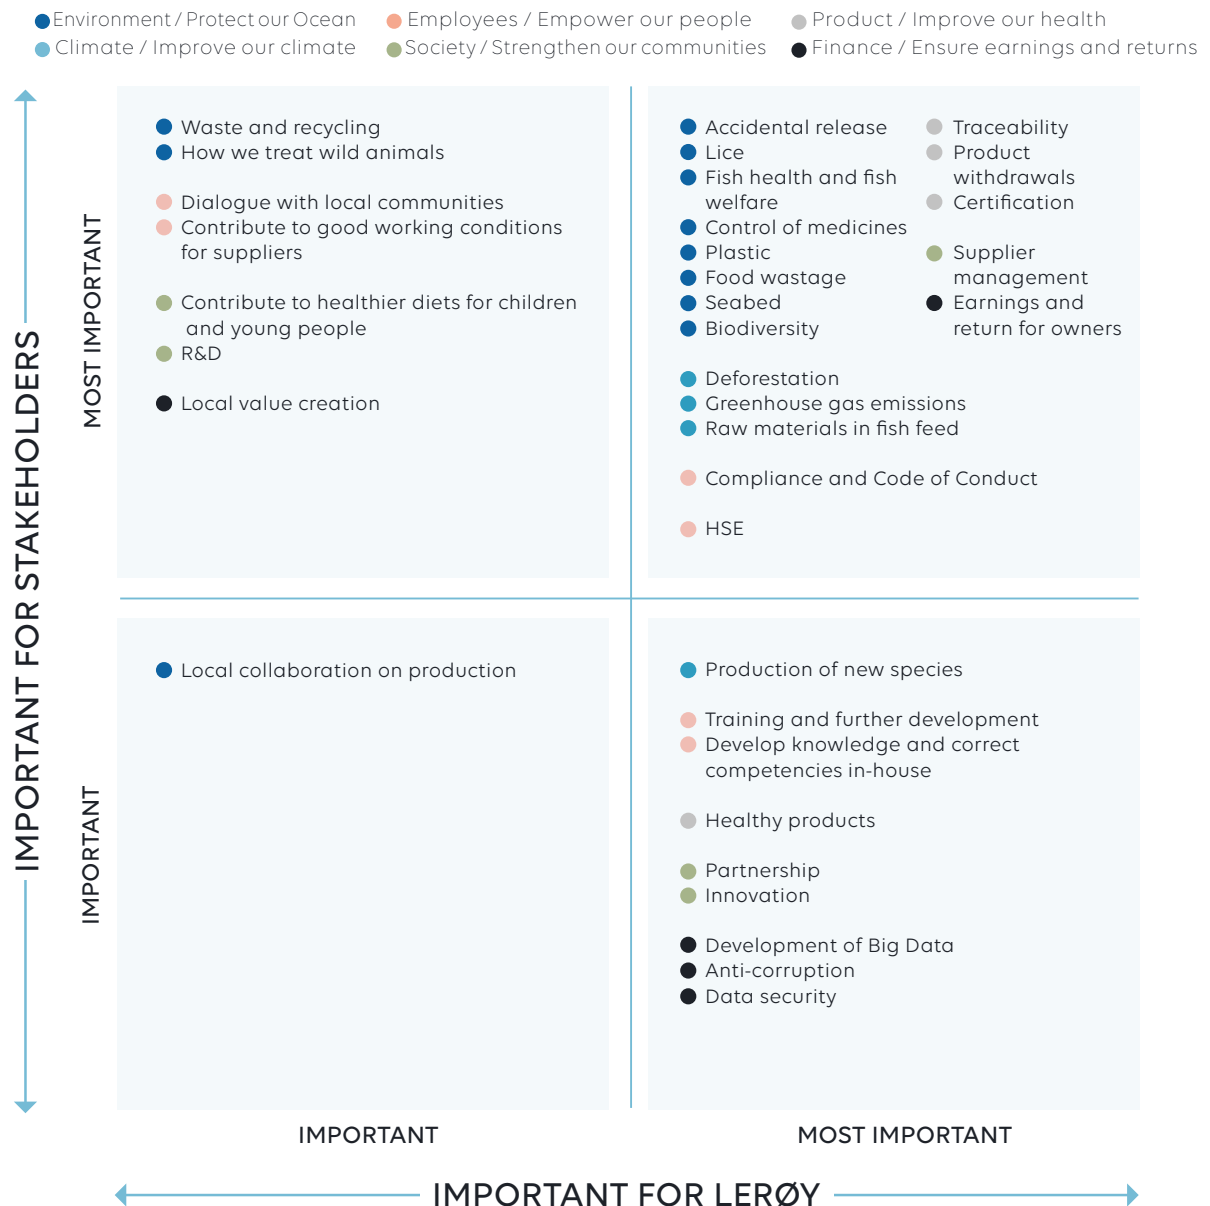 Environment / Protect our Ocean
Employees / Empower our people
Product / Improve our health
Climate / Improve our climate
Society / Strengthen our communities
Finance / Ensure earnings and returns
IMPORTANT FOR STAKEHOLDERS
MOST IMPORTANT
Waste and recycling
How we treat wild animals
Dialogue with local communities
Contribute to good working conditions
for suppliers
Contribute to healthier diets for children
and young people
R&D
Local value creation
Accidental release
Lice
Fish health and fish
welfare
Control of medicines
Plastic
Food wastage
Seabed
Biodiversity
Deforestation
Greenhouse gas emissions
Raw materials in fish feed
Compliance and Code of Conduct
HSE
Traceability
Product
withdrawals
Certification
Supplier
management
Earnings and
return for owners
IMPORTANT
Local collaboration on production
Production of new species
Training and further development
Develop knowledge and correct
competencies in-house
Healthy products
Partnership
Innovation
Development of Big Data
Anti-corruption
Data security
IMPORTANT
MOST IMPORTANT
IMPORTANT FOR LERØY